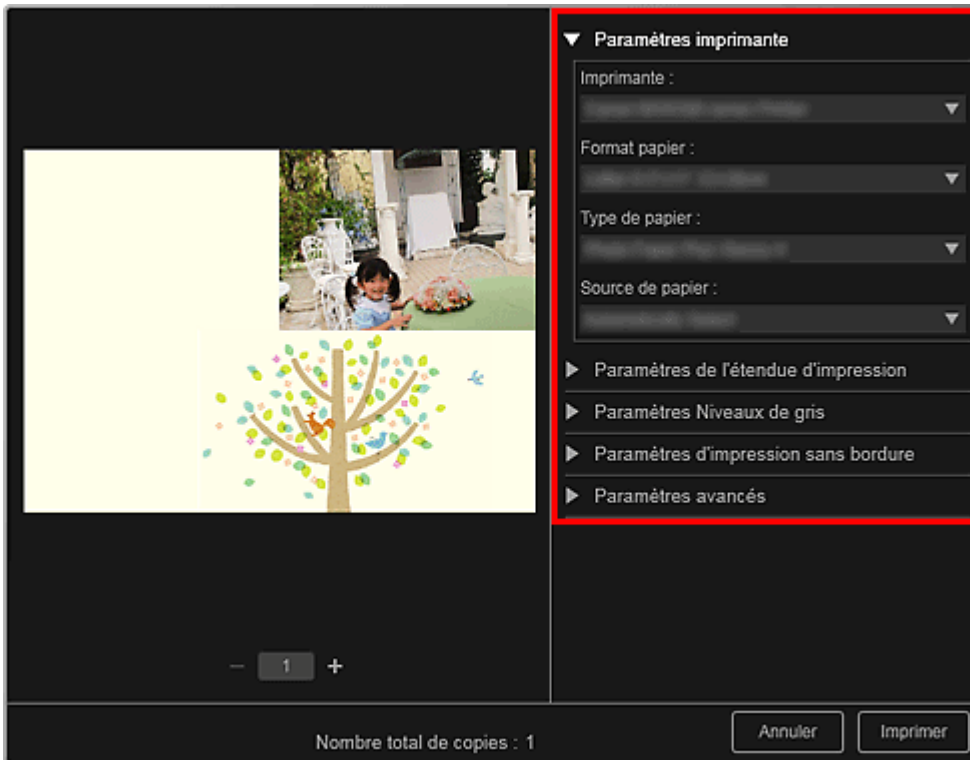 Paramètres imprimante
Imprimante :
Format papier :
Type de papier :
Source de papier :
Paramètres de l'étendue d'impression
Paramètres Niveaux de gris
Paramètres d'impression sans bordure
Paramètres avancés
1
Nombre total de copies : 1
Annuler
Imprimer